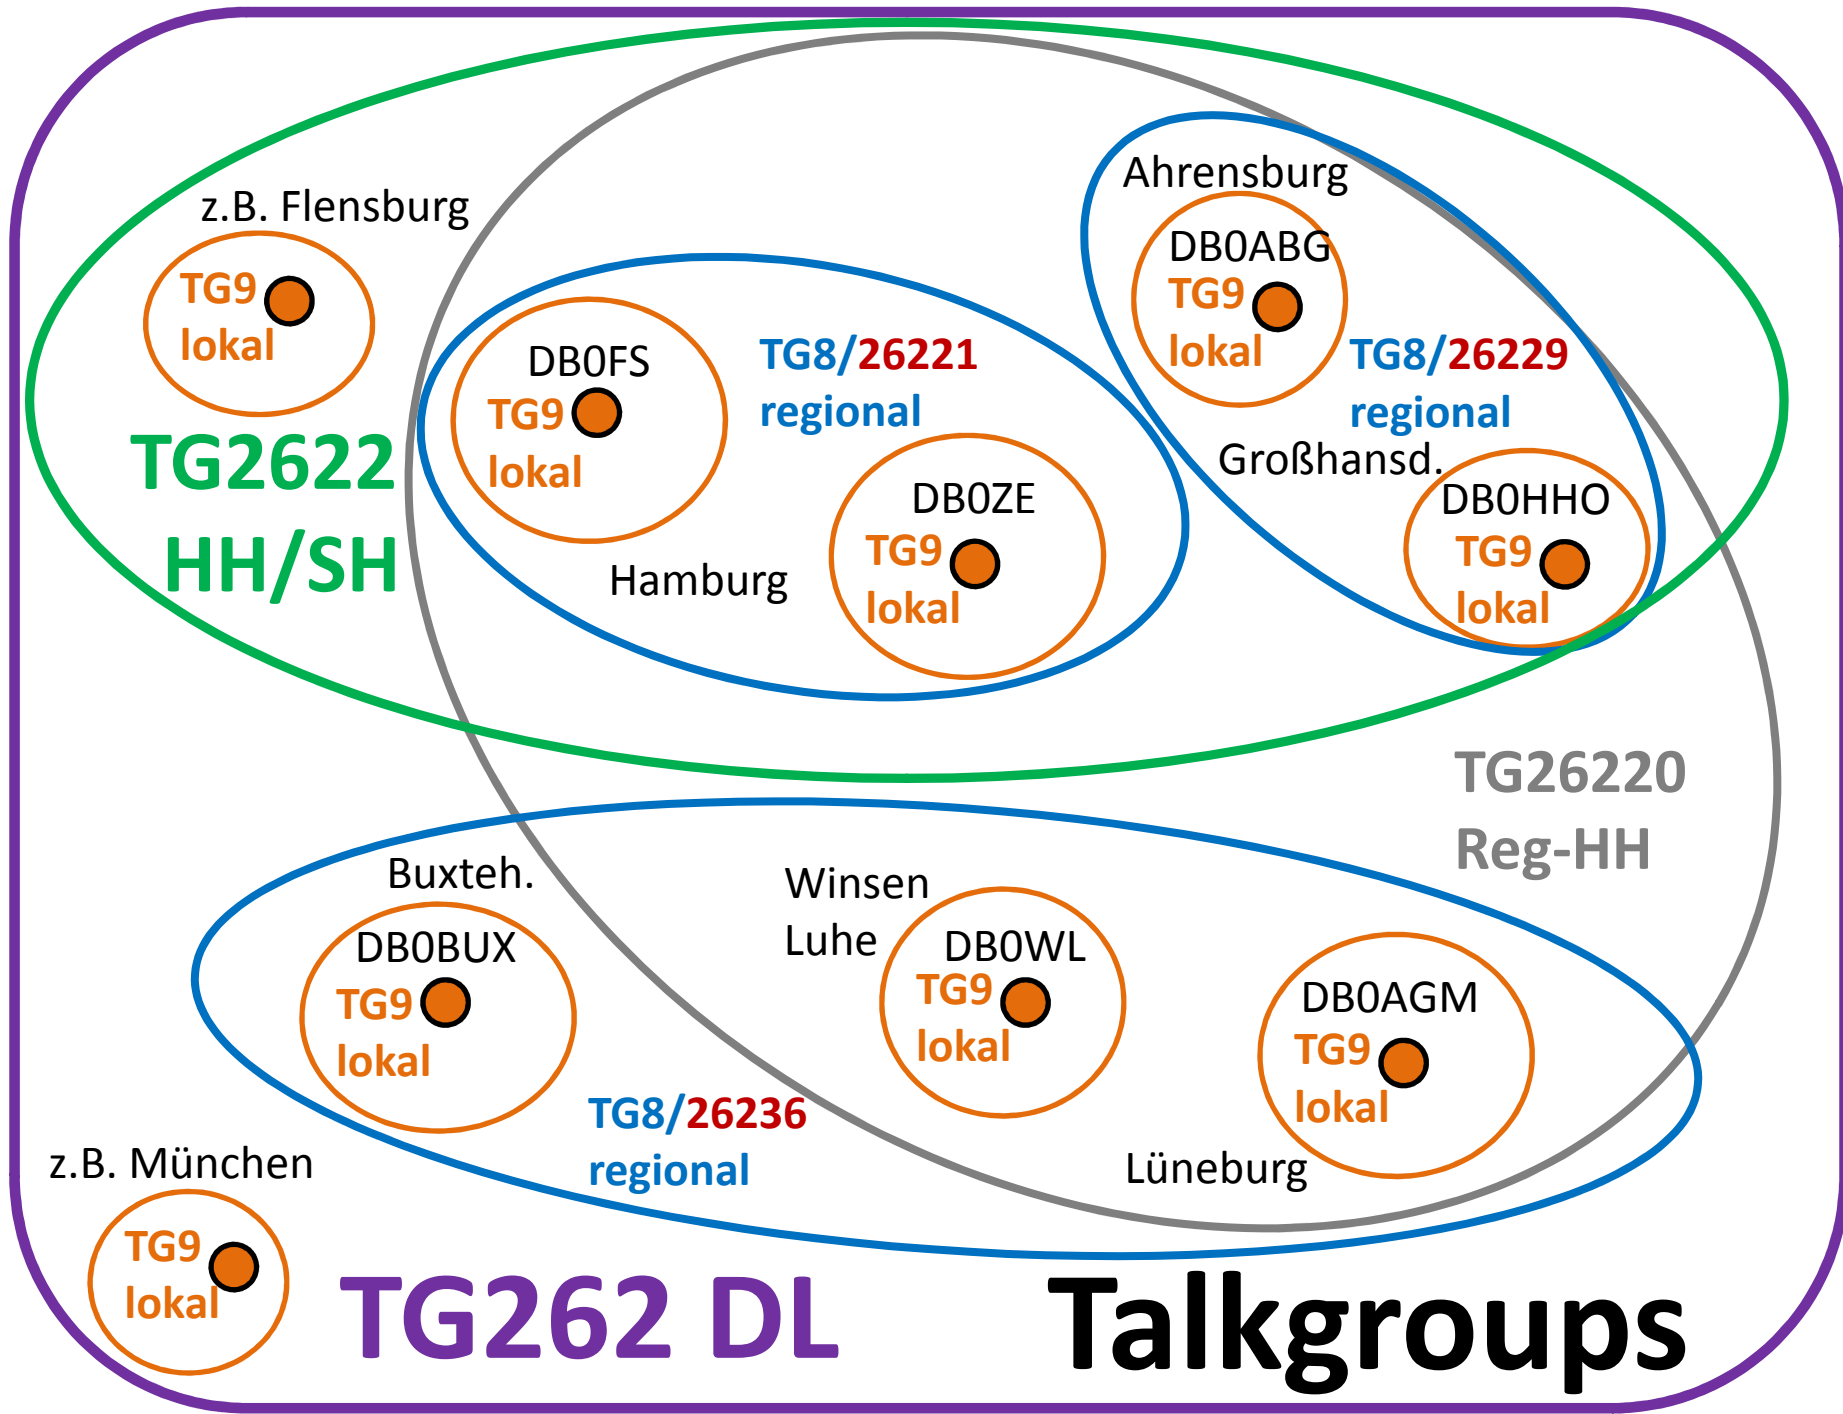 z.B. Flensburg
TG9
lokal
TG2622
HH/SH
DB0FS
TG9
lokal
TG8/26221
regional
DB0ZE
TG9
lokal
Hamburg
Ahrensburg
DB0ABG
TG9
lokal
TG8/26229
regional
Großhansd.
DB0HHO
TG9
lokal
TG26220
Reg-HH
Buxteh.
DB0BUX
TG9
lokal
TG8/26236
regional
Winsen
Luhe
DB0WL
TG9
lokal
DB0AGM
TG9
lokal
Lüneburg
z.B. München
TG9
lokal
TG262 DL
Talkgroups